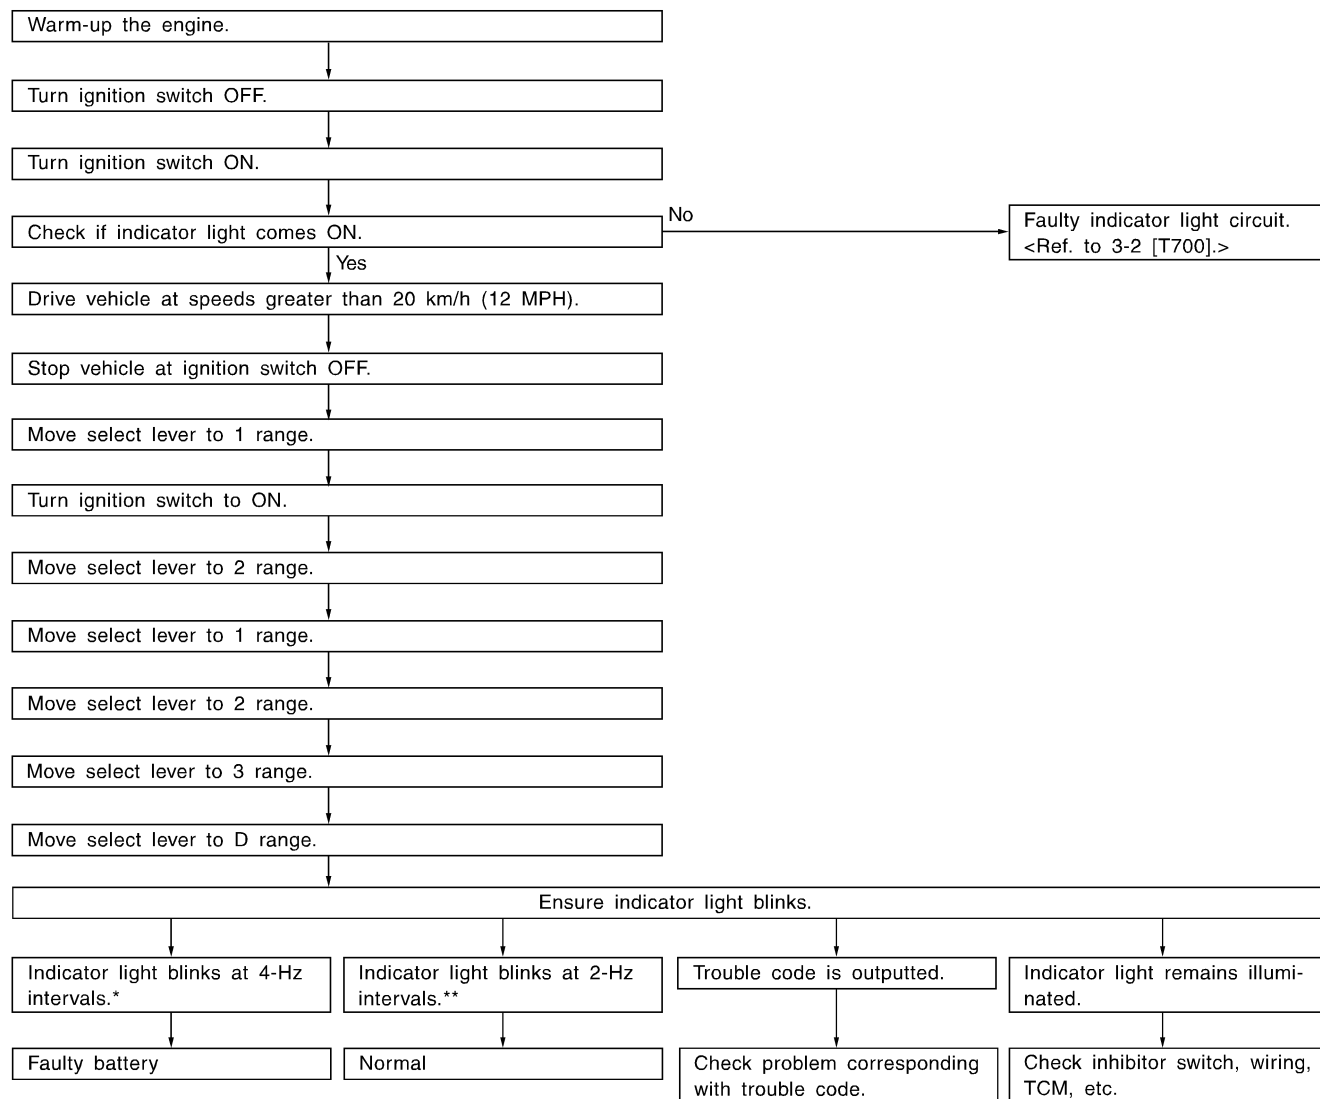 Warm-up the engine.
Turn ignition switch OFF.
Turn ignition switch ON.
Check if indicator light comes ON.
No
Faulty indicator light circuit.
<Ref. to 3-2 [T700].>
Yes
Drive vehicle at speeds greater than 20 km/h (12 MPH).
Stop vehicle at ignition switch OFF.
Move select lever to 1 range.
Turn ignition switch to ON.
Move select lever to 2 range.
Move select lever to 1 range.
Move select lever to 2 range.
Move select lever to 3 range.
Move select lever to D range.
Ensure indicator light blinks.
Indicator light blinks at 4-Hz
intervals.*
Indicator light blinks at 2-Hz
intervals.**
Trouble code is outputted.
Indicator light remains illumi-
nated.
Faulty battery
Normal
Check problem corresponding
with trouble code.
Check inhibitor switch, wiring,
TCM, etc.